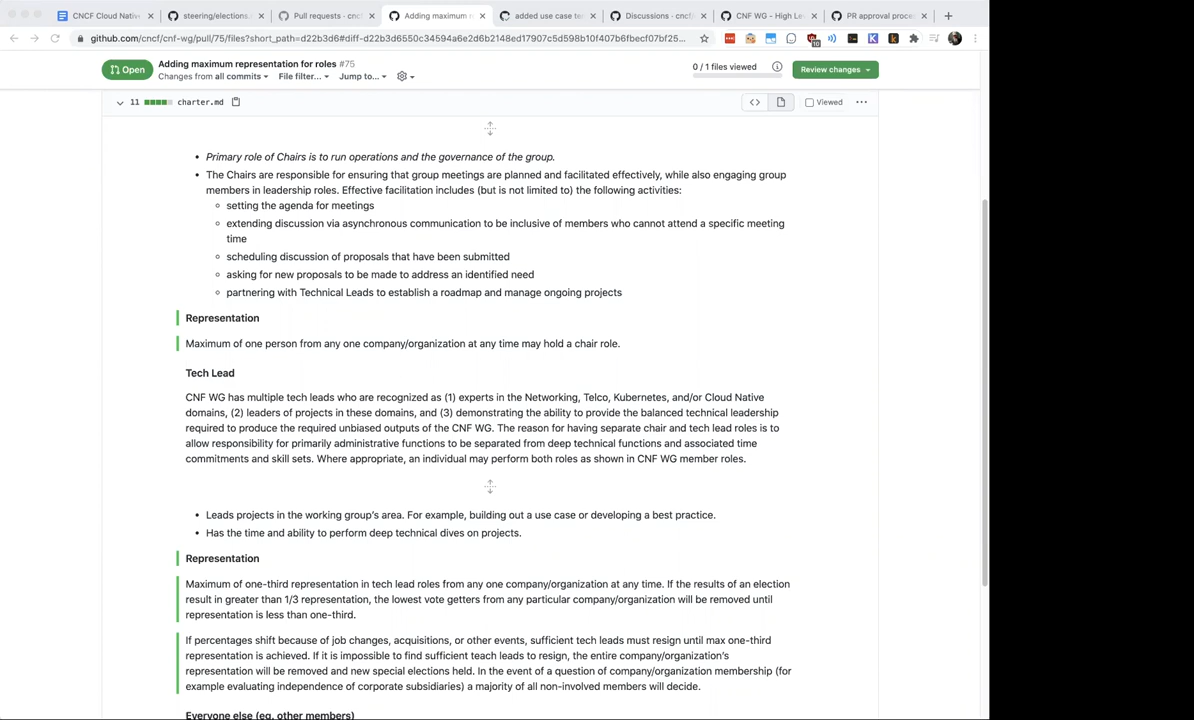 CNCF Cloud Native
steering/elections.
Pull requests · cnc
Adding maximum r
added use case te
Discussions · cncf/
CNF WG - High Le
PR approval proce
github.com/cncf/cnf-wg/pull/75/files?short_path=d22b3d6#diff-d22b3d6550c34594a6e2d6b2148ed17907c5d598b10f407b6fbecf07bf25...
Open
Adding maximum representation for roles #75
Changes from all commits
File filter...
Jump to...
0 / 1 files viewed
Review changes
11 charter.md
Viewed
• Primary role of Chairs is to run operations and the governance of the group.
• The Chairs are responsible for ensuring that group meetings are planned and facilitated effectively, while also engaging group
members in leadership roles. Effective facilitation includes (but is not limited to) the following activities:
◦ setting the agenda for meetings
◦ extending discussion via asynchronous communication to be inclusive of members who cannot attend a specific meeting
time
◦ scheduling discussion of proposals that have been submitted
◦ asking for new proposals to be made to address an identified need
◦ partnering with Technical Leads to establish a roadmap and manage ongoing projects
Representation
Maximum of one person from any one company/organization at any time may hold a chair role.
Tech Lead
CNF WG has multiple tech leads who are recognized as (1) experts in the Networking, Telco, Kubernetes, and/or Cloud Native
domains, (2) leaders of projects in these domains, and (3) demonstrating the ability to provide the balanced technical leadership
required to produce the required unbiased outputs of the CNF WG. The reason for having separate chair and tech lead roles is to
allow responsibility for primarily administrative functions to be separated from deep technical functions and associated time
commitments and skill sets. Where appropriate, an individual may perform both roles as shown in CNF WG member roles.
• Leads projects in the working group's area. For example, building out a use case or developing a best practice.
• Has the time and ability to perform deep technical dives on projects.
Representation
Maximum of one-third representation in tech lead roles from any one company/organization at any time. If the results of an election
result in greater than 1/3 representation, the lowest vote getters from any particular company/organization will be removed until
representation is less than one-third.
If percentages shift because of job changes, acquisitions, or other events, sufficient tech leads must resign until max one-third
representation is achieved. If it is impossible to find sufficient teach leads to resign, the entire company/organization's
representation will be removed and new special elections held. In the event of a question of company/organization membership (for
example evaluating independence of corporate subsidiaries) a majority of all non-involved members will decide.
Everyone else (eg. other members)